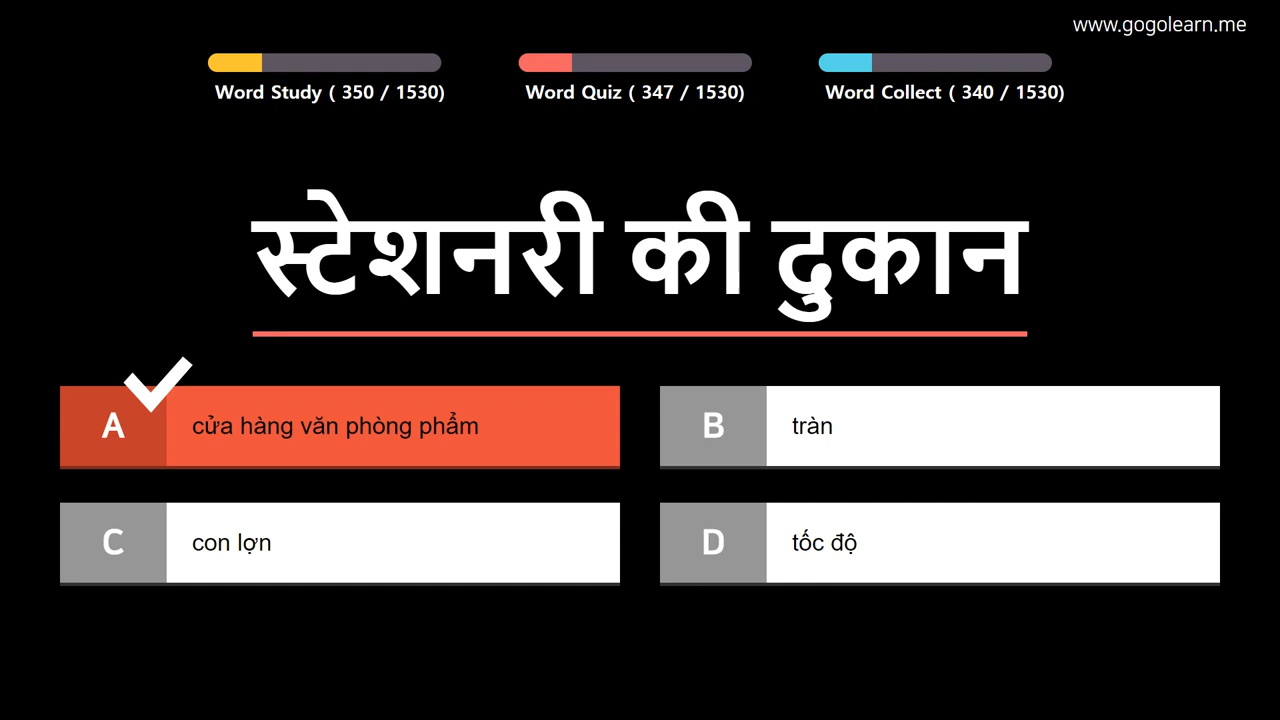 www.gogolearn.me
Word Study ( 350 / 1530)
Word Quiz ( 347 / 1530)
Word Collect ( 340 / 1530)
स्टेशनरी की दुकान
A
cửa hàng văn phòng phẩm
B
tràn
C
con lợn
D
tốc độ